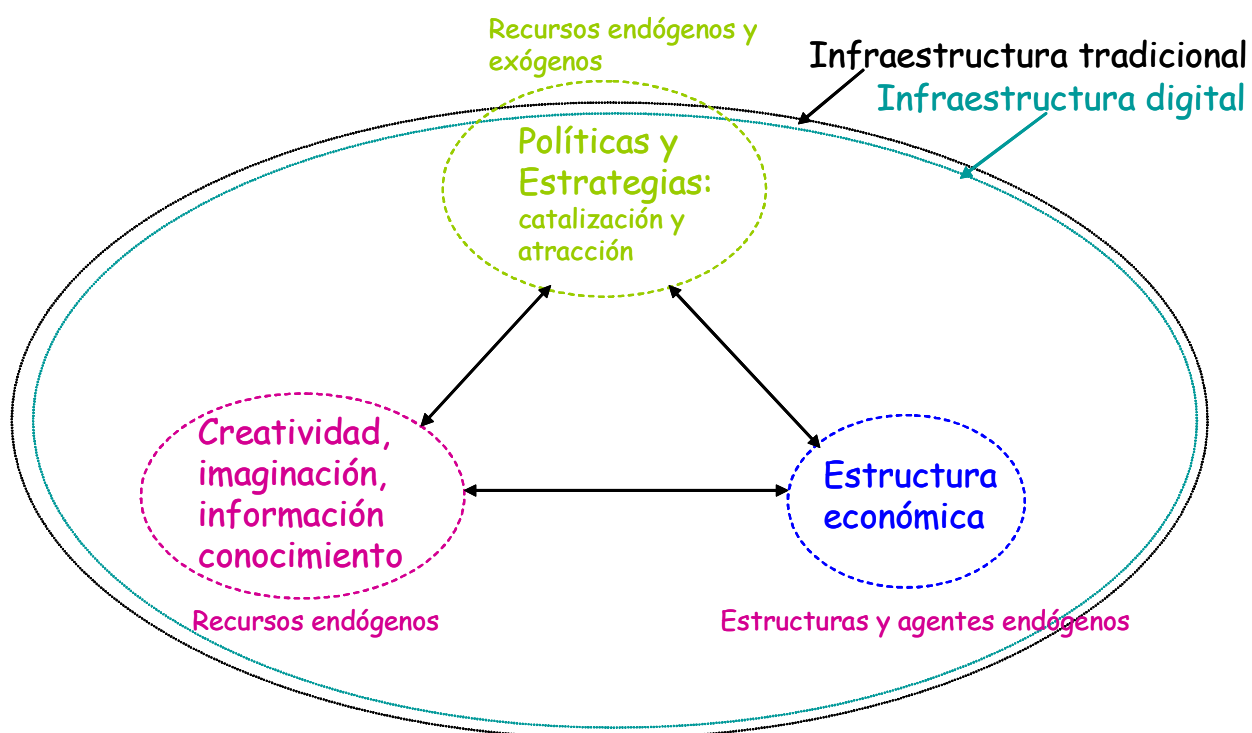 Recursos endógenos y
exógenos
Infraestructura tradicional
Infraestructura digital
Políticas y
Estrategias:
catalización y
atracción
Creatividad,
imaginación,
información
conocimiento
Estructura
económica
Recursos endógenos
Estructuras y agentes endógenos